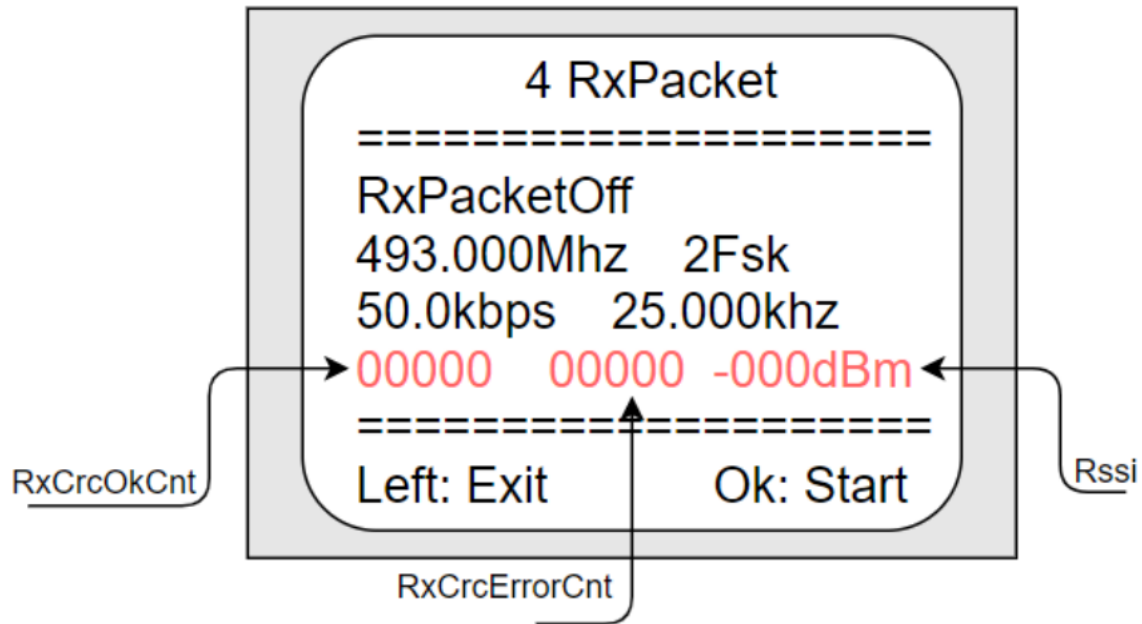 4 RxPacket
====================
RxPacketOff
493.000Mhz 2Fsk
50.0kbps 25.000khz
00000 00000 -000dBm
====================
Left: Exit Ok: Start
RxCrcOkCnt
Rssi
RxCrcErrorCnt